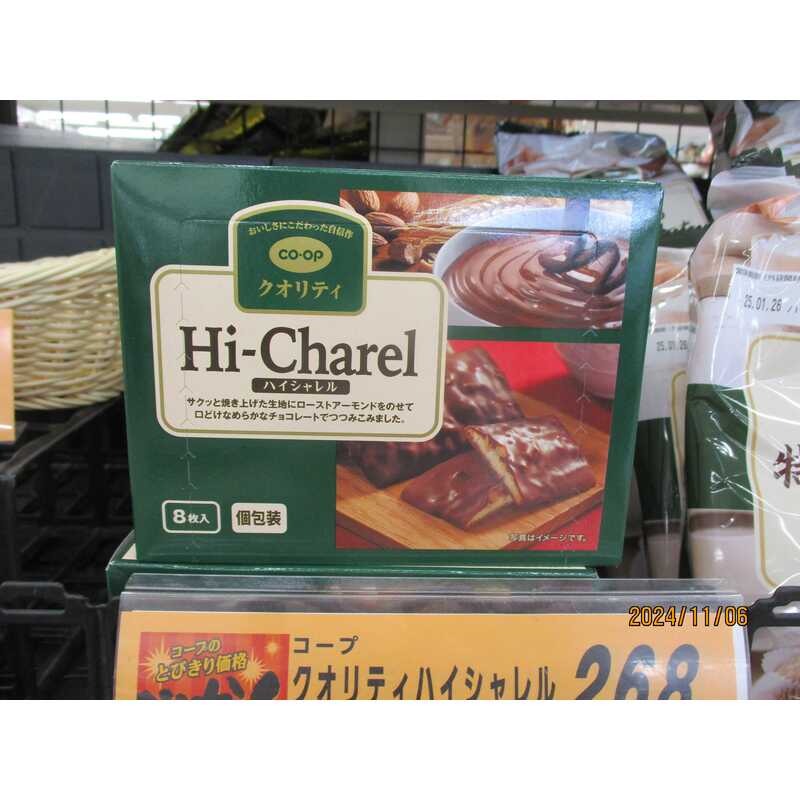 おいしさにこだわった自信作
CO·OP
クオリティ
Hi-Charel
ハイシャレル
サクッと焼き上げた生地にローストアーモンドをのせて
口どけなめらかなチョコレートでつつみこみました。
8枚入
個包装
写真はイメージです。
25.01.26
25.01.26
特
2024/11/06
コープの
とびきり価格
コープ
クオリティハイシャレル
268